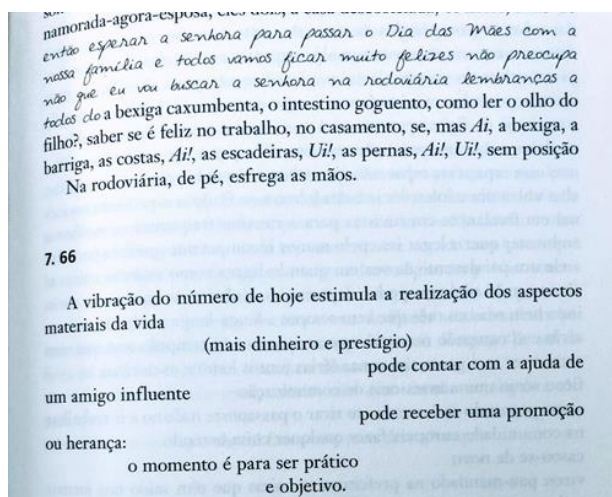 namorada-agora-esposa, eles dois, a casa
então esperar a senhora para passar o Dia das Mães com a
nossa família e todos vamos ficar muito felizes não preocupa
não que eu vou buscar a senhora na rodoviária lembranças a
todos do a bexiga caxumbenta, o intestino goguento, como ler o olho do
filho?, saber se é feliz no trabalho, no casamento, se, mas Ai, a bexiga, a
barriga, as costas, Ai!, as escadeiras, Ui!, as pernas, Ai!, Ui!, sem posição
Na rodoviária, de pé, esfrega as mãos.
7. 66
A vibração do número de hoje estimula a realização dos aspectos
materiais da vida
(mais dinheiro e prestígio)
pode contar com a ajuda de
um amigo influente
pode receber uma promoção
ou herança:
o momento é para ser prático
e objetivo.